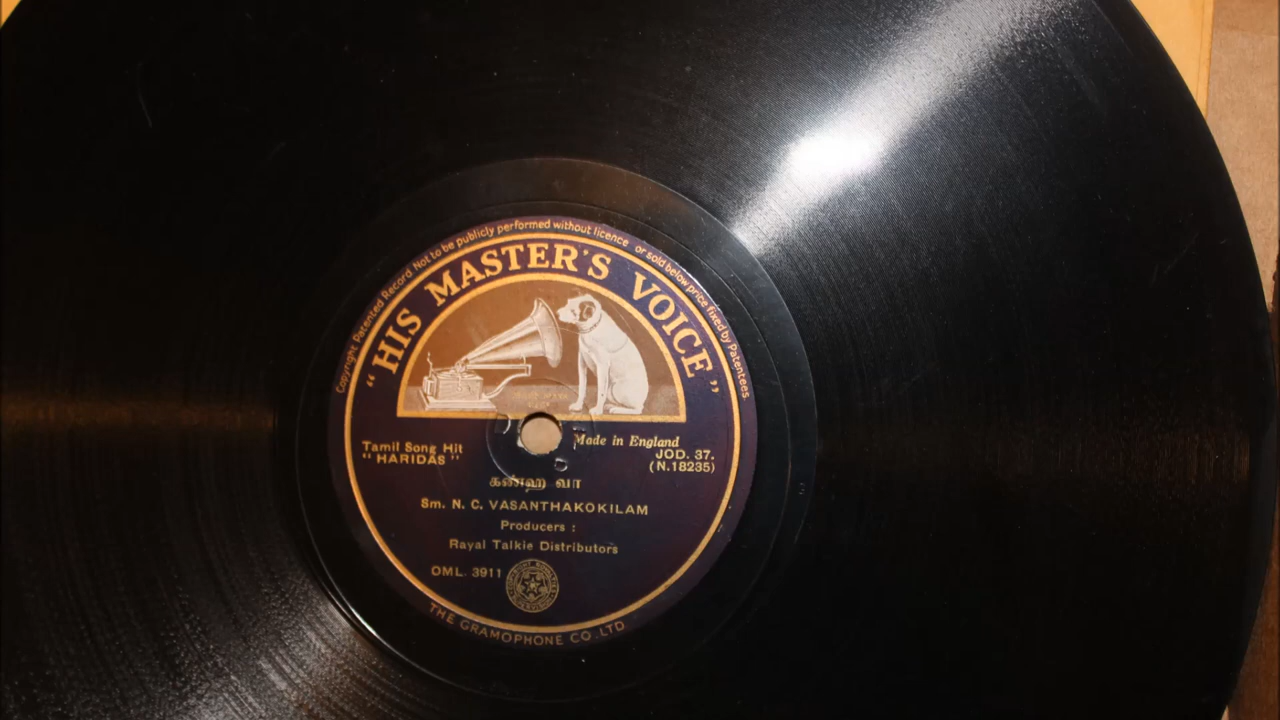 Copyright Patented Record. Not to be publicly performed without licence or sold below price fixed by Patentees.
“HIS MASTER'S VOICE”
Tamil Song Hit
“HARIDAS”
Made in England
JOD. 37.
(N.18235)
வா
Sm. N. C. VASANTHAKOKILAM
Producers :
Rayal Talkie Distributors
OML. 3911
THE GRAMOPHONE CO. LTD